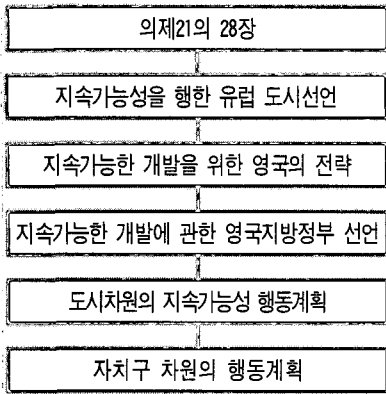 의제21의 28장
지속가능성을 행한 유럽 도시선언
지속가능한 개발을 위한 영국의 전략
지속가능한 개발에 관한 영국지방정부 선언
도시차원의 지속가능성 행동계획
자치구 차원의 행동계획